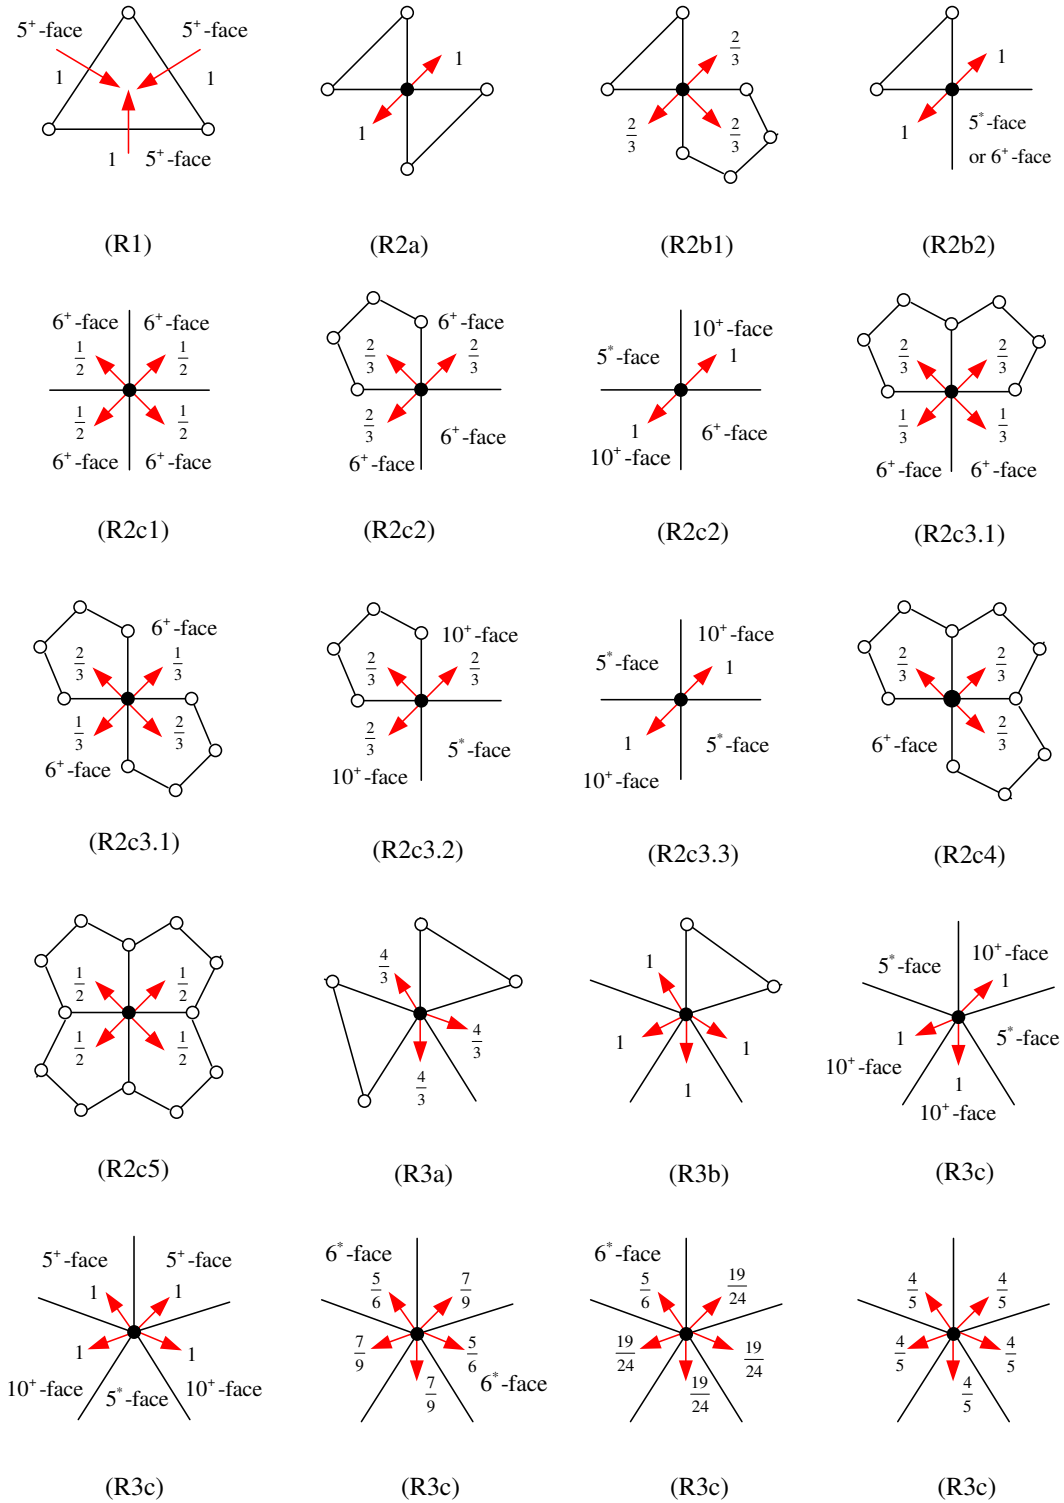 5⁺-face 5⁺-face
1 1
1 5⁺-face
(R1)
1
1
(R2a)
2/3
2/3 2/3
(R2b1)
1
1 5*-face
or 6⁺-face
(R2b2)
6⁺-face 6⁺-face
1/2 1/2
1/2 1/2
6⁺-face 6⁺-face
(R2c1)
6⁺-face
2/3 2/3
2/3
6⁺-face
6⁺-face
(R2c2)
10⁺-face
5*-face 1
1 6⁺-face
10⁺-face
(R2c2)
2/3 2/3
1/3 1/3
6⁺-face 6⁺-face
(R2c3.1)
6⁺-face
2/3 1/3
1/3 2/3
6⁺-face
(R2c3.1)
10⁺-face
2/3 2/3
2/3
5*-face
10⁺-face
(R2c3.2)
10⁺-face
5*-face 1
1 5*-face
10⁺-face
(R2c3.3)
2/3 2/3
6⁺-face 2/3
(R2c4)
1/2 1/2
1/2 1/2
(R2c5)
4/3
4/3
4/3
(R3a)
1
1 1
1
(R3b)
10⁺-face
5*-face
1
1 5*-face
10⁺-face
1
10⁺-face
(R3c)
5⁺-face 5⁺-face
1 1
1 1
10⁺-face 10⁺-face
5*-face
(R3c)
6*-face
5/6 7/9
7/9 5/6
7/9 6*-face
(R3c)
6*-face
5/6 19/24
19/24 19/24
19/24
(R3c)
4/5 4/5
4/5 4/5
4/5
(R3c)